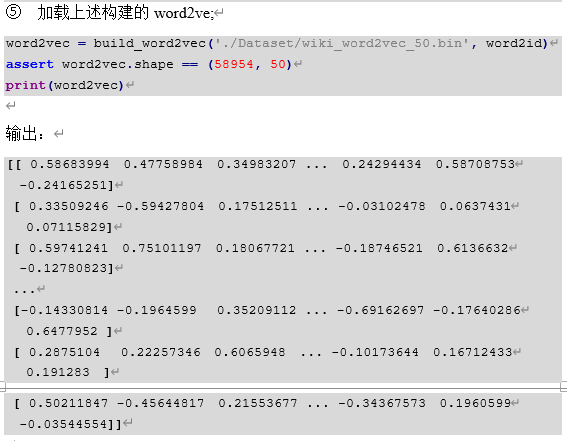 ⑤ 加载上述构建的 word2ve;
word2vec = build_word2vec('./Dataset/wiki_word2vec_50.bin', word2id)
assert word2vec.shape == (58954, 50)
print(word2vec)
输出：
[[ 0.58683994 0.47758984 0.34983207 ... 0.24294434 0.58708753
-0.24165251]
[ 0.33509246 -0.59427804 0.17512511 ... -0.03102478 0.0637431
0.07115829]
[ 0.59741241 0.75101197 0.18067721 ... -0.18746521 0.6136632
-0.12780823]
...
[-0.14330814 -0.1964599 0.35209112 ... -0.69162697 -0.17640286
0.6477952 ]
[ 0.2875104 0.22257346 0.6065948 ... -0.10173644 0.16712433
0.191283 ]
[ 0.50211847 -0.45644817 0.21553677 ... -0.34367573 0.1960599
-0.03544554]]